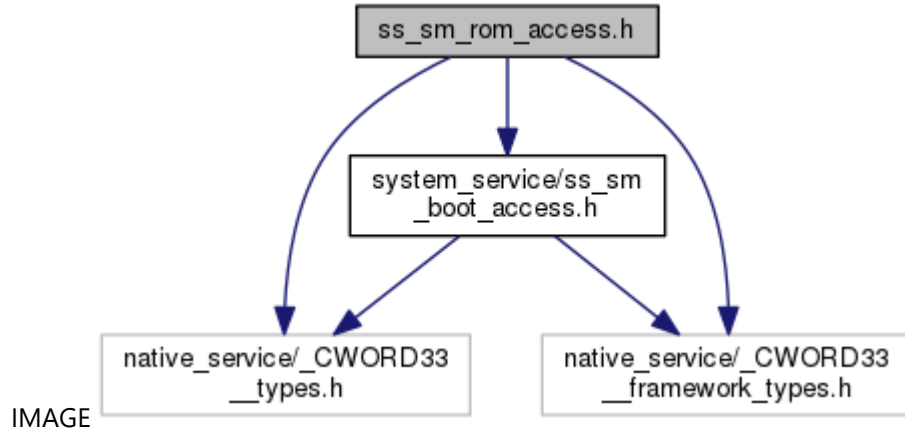 ss_sm_rom_access.h
system_service/ss_sm
_boot_access.h
native_service/_CWORD33
__types.h
native_service/_CWORD33
__framework_types.h
IMAGE